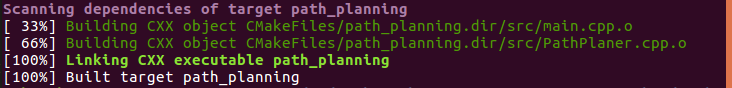 Scanning dependencies of target path_planning
[ 33%] Building CXX object CMakeFiles/path_planning.dir/src/main.cpp.o
[ 66%] Building CXX object CMakeFiles/path_planning.dir/src/PathPlaner.cpp.o
[100%] Linking CXX executable path_planning
[100%] Built target path_planning